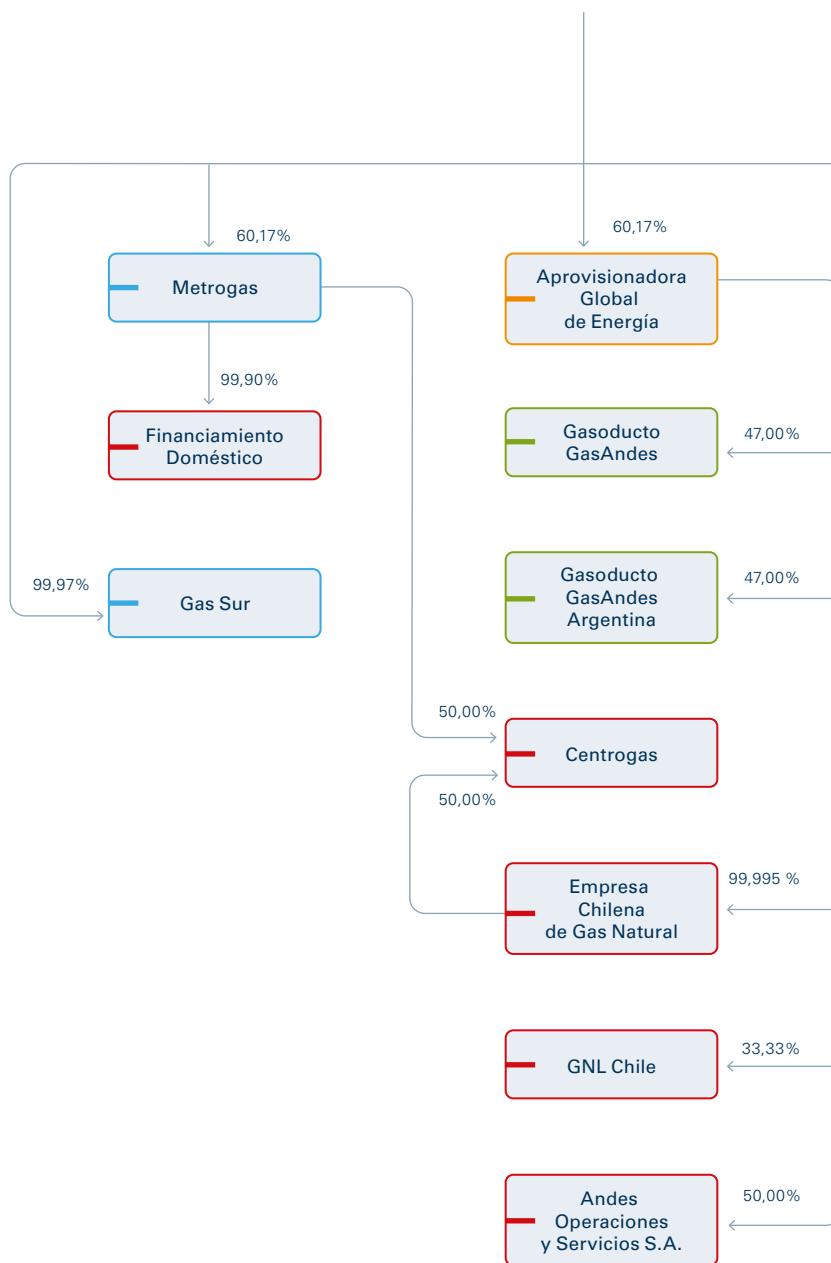 60,17%
60,17%
Metrogas
Aprovisionadora
Global
de Energía
99,90%
Financiamiento
Doméstico
Gasoducto
GasAndes
47,00%
99,97%
Gas Sur
Gasoducto
GasAndes
Argentina
47,00%
50,00%
Centrogas
50,00%
Empresa
Chilena
de Gas Natural
99,995 %
GNL Chile
33,33%
Andes
Operaciones
y Servicios S.A.
50,00%